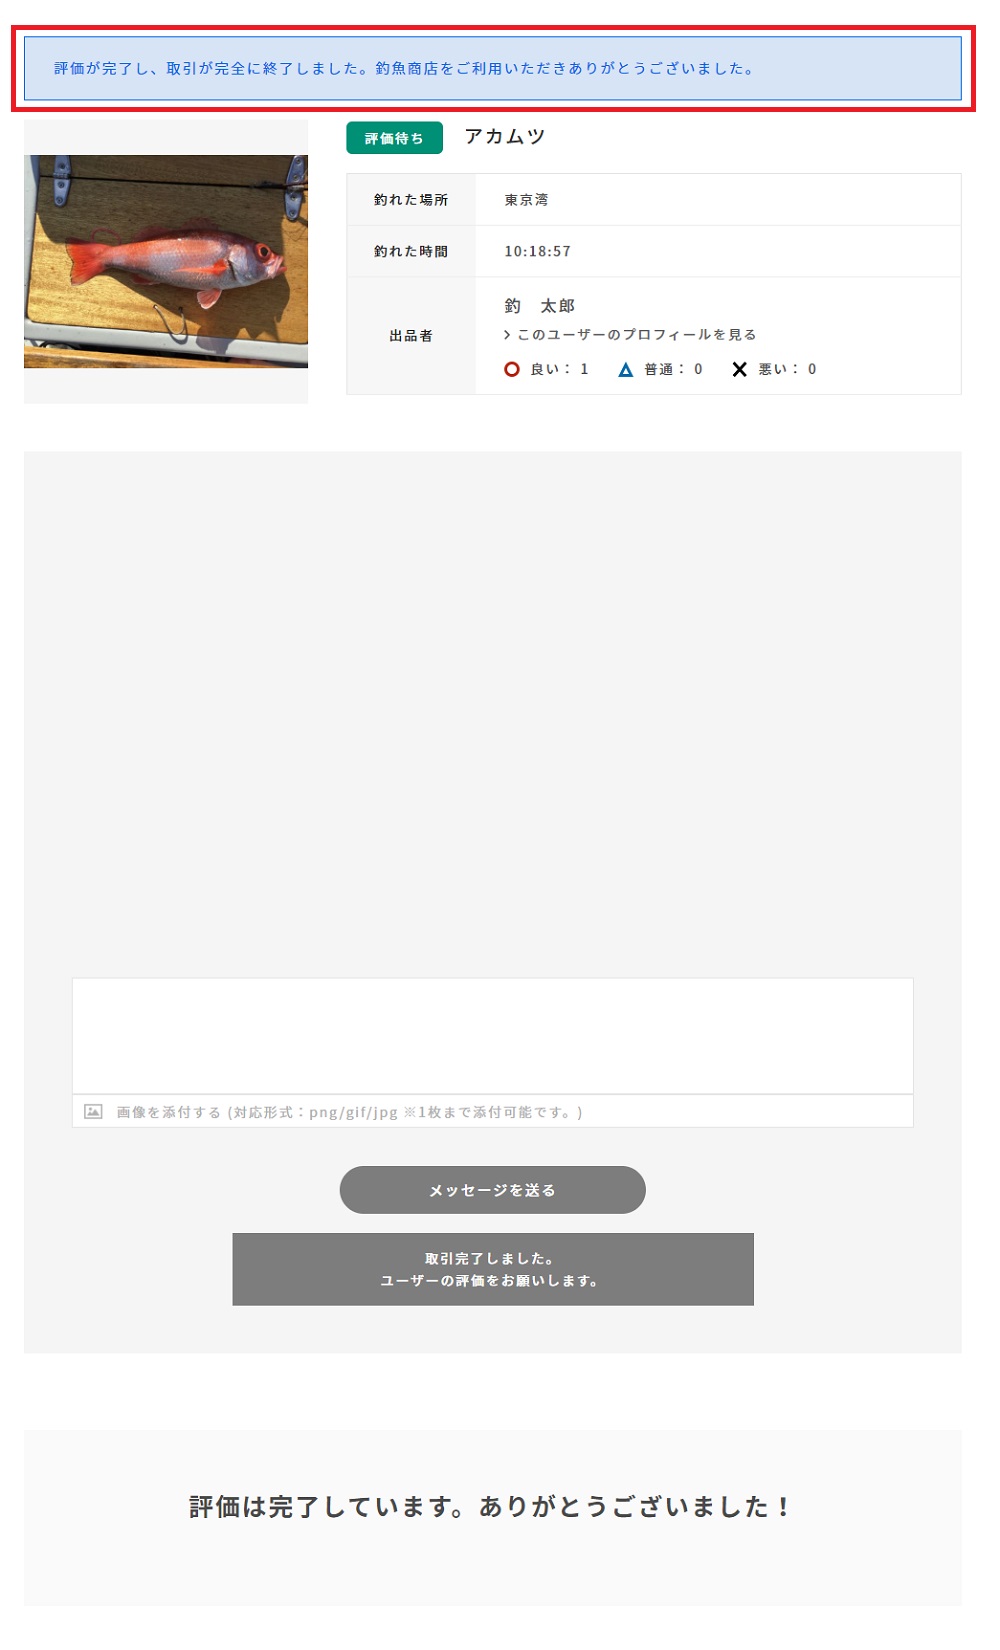 評価が完了し、取引が完全に終了しました。釣魚商店をご利用いただきありがとうございました。
評価待ち アカムツ
釣れた場所 東京湾
釣れた時間 10:18:57
出品者
釣　太郎
> このユーザーのプロフィールを見る
良い： 1 普通： 0 悪い： 0
画像を添付する (対応形式：png/gif/jpg ※1枚まで添付可能です。)
メッセージを送る
取引完了しました。
ユーザーの評価をお願いします。
評価は完了しています。ありがとうございました！